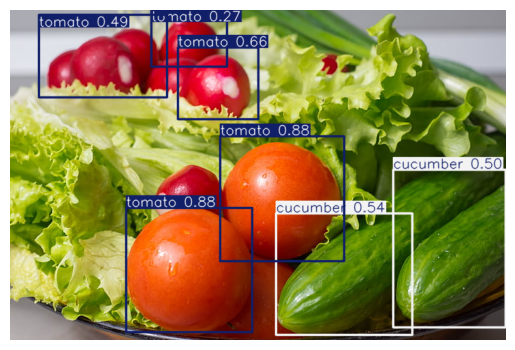 tomato 0.49
tomato 0.27
tomato 0.66
tomato 0.88
cucumber 0.50
tomato 0.88
cucumber 0.54